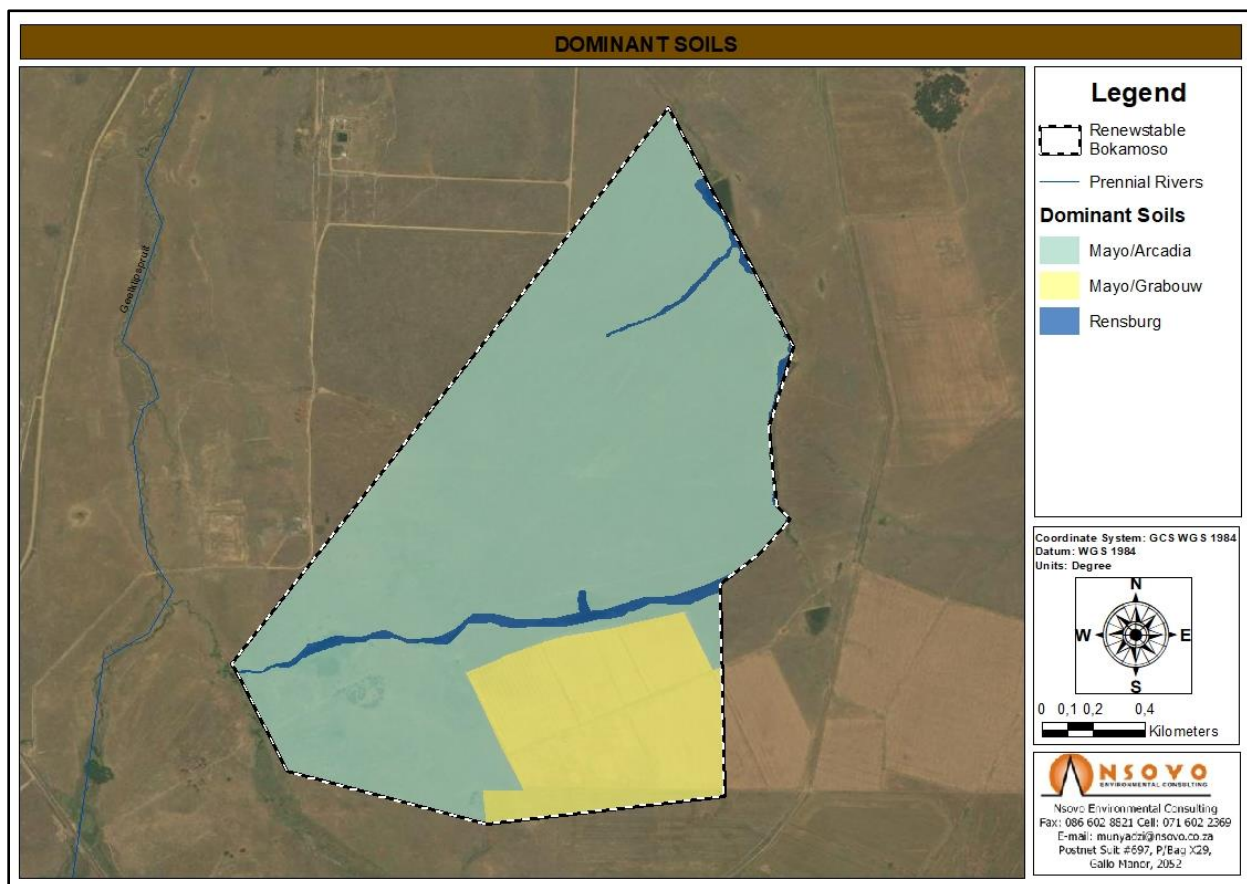 DOMINANT SOILS
Geelklipspruit
Legend
Renewstable
Bokamoso
Prennial Rivers
Dominant Soils
Mayo/Arcadia
Mayo/Grabouw
Rensburg
Coordinate System: GCS WGS 1984
Datum: WGS 1984
Units: Degree
N
W
E
S
0 0,1 0,2 0,4
Kilometers
NSOVO
ENVIRONMENTAL CONSULTING
Nsovo Environmental Consulting
Fax: 086 602 8821 Cell: 071 602 2369
E-mail: munyadzi@nsovo.co.za
Postnet Suit #697, P/Bag X29,
Gallo Manor, 2052